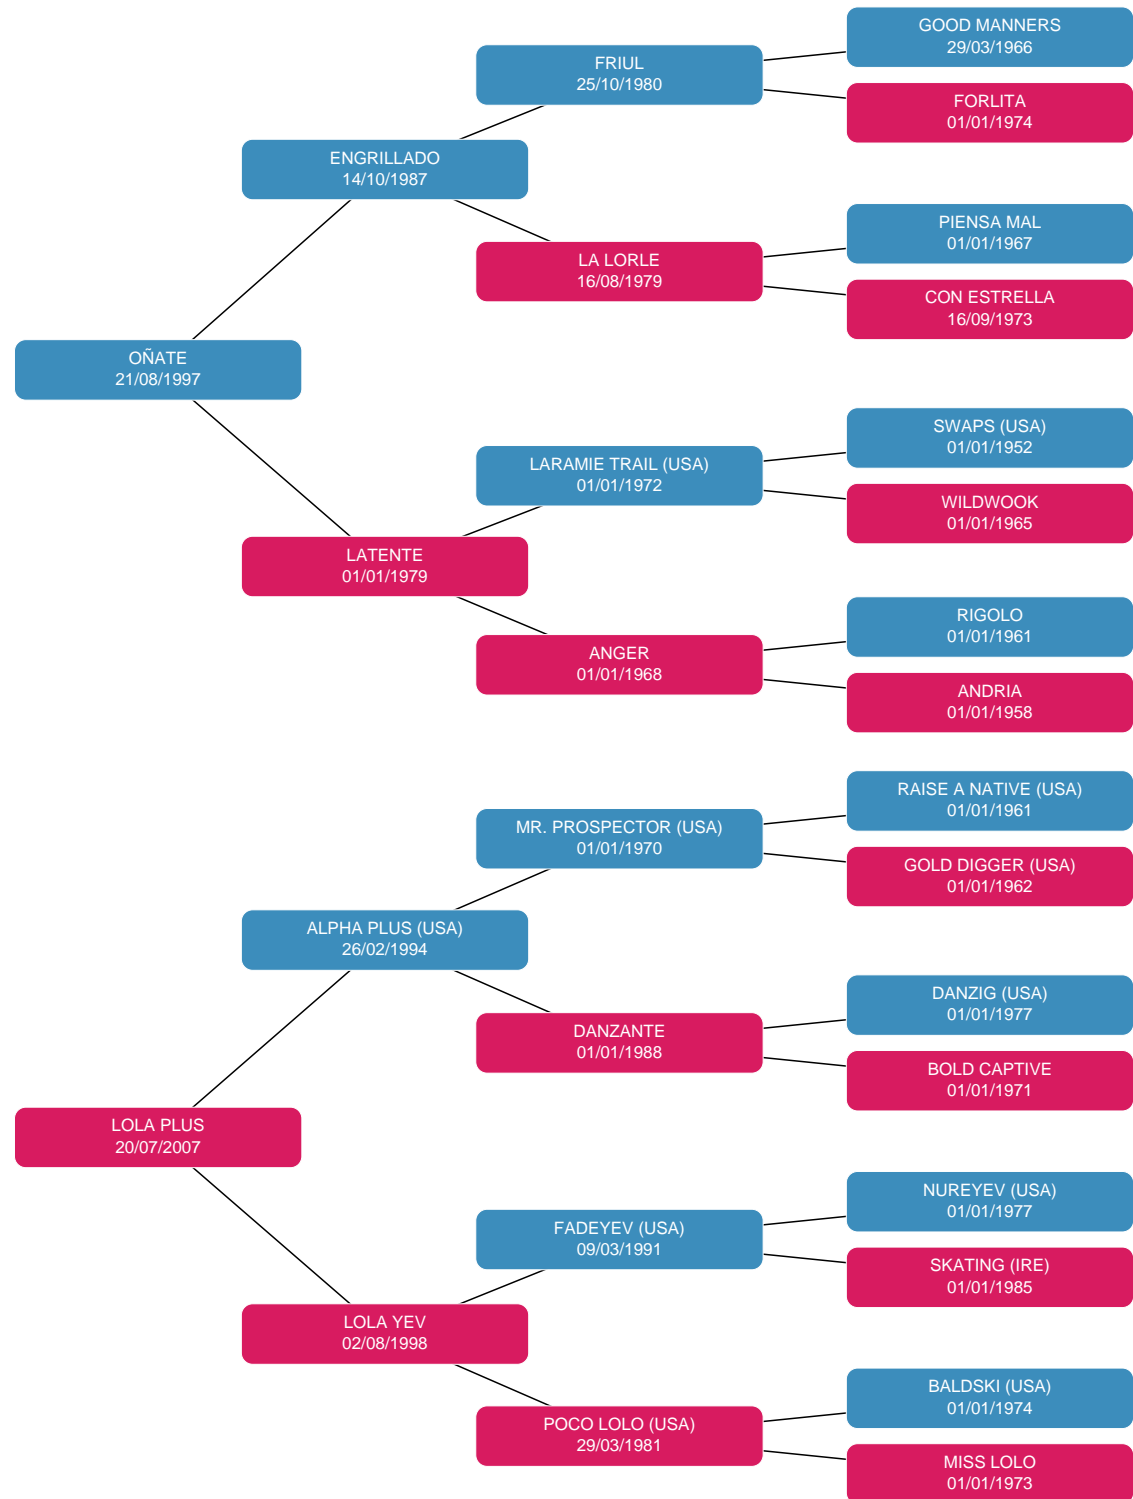 GOOD MANNERS
29/03/1966
FRIUL
25/10/1980
FORLITA
01/01/1974
ENGRILLADO
14/10/1987
PIENSA MAL
01/01/1967
LA LORLE
16/08/1979
CON ESTRELLA
16/09/1973
OÑATE
21/08/1997
SWAPS (USA)
01/01/1952
LARAMIE TRAIL (USA)
01/01/1972
WILDWOOK
01/01/1965
LATENTE
01/01/1979
RIGOLO
01/01/1961
ANGER
01/01/1968
ANDRIA
01/01/1958
RAISE A NATIVE (USA)
01/01/1961
MR. PROSPECTOR (USA)
01/01/1970
GOLD DIGGER (USA)
01/01/1962
ALPHA PLUS (USA)
26/02/1994
DANZIG (USA)
01/01/1977
DANZANTE
01/01/1988
BOLD CAPTIVE
01/01/1971
LOLA PLUS
20/07/2007
NUREYEV (USA)
01/01/1977
FADEYEV (USA)
09/03/1991
SKATING (IRE)
01/01/1985
LOLA YEV
02/08/1998
BALDSKI (USA)
01/01/1974
POCO LOLO (USA)
29/03/1981
MISS LOLO
01/01/1973